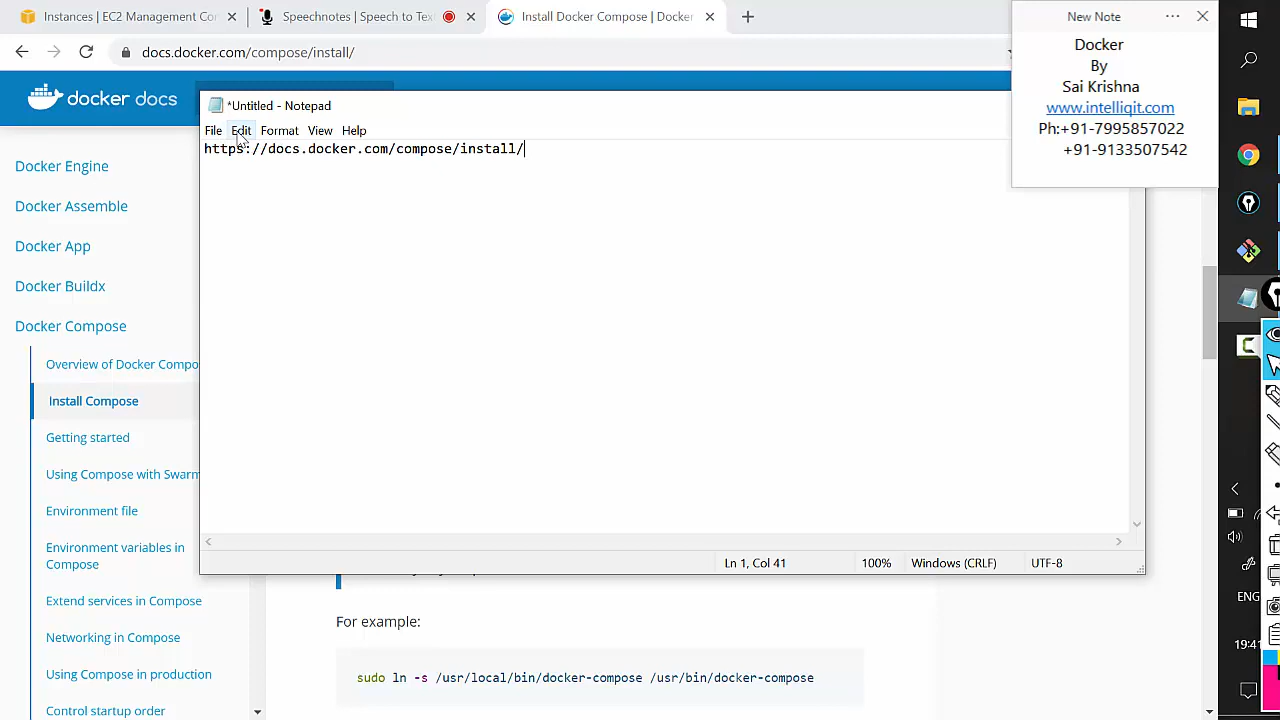 Instances | EC2 Management Con
Speechnotes | Speech to Text
Install Docker Compose | Docker
docs.docker.com/compose/install/
New Note
Docker
By
Sai Krishna
www.intelliqit.com
Ph:+91-7995857022
+91-9133507542
docker docs
*Untitled - Notepad
File Edit Format View Help
https://docs.docker.com/compose/install/
Docker Engine
Docker Assemble
Docker App
Docker Buildx
Docker Compose
Overview of Docker Compo
Install Compose
Getting started
Using Compose with Swarm
Environment file
Environment variables in
Compose
Extend services in Compose
Networking in Compose
Using Compose in production
Control startup order
Ln 1, Col 41 100% Windows (CRLF) UTF-8
For example:
sudo ln -s /usr/local/bin/docker-compose /usr/bin/docker-compose
ENG
19:41